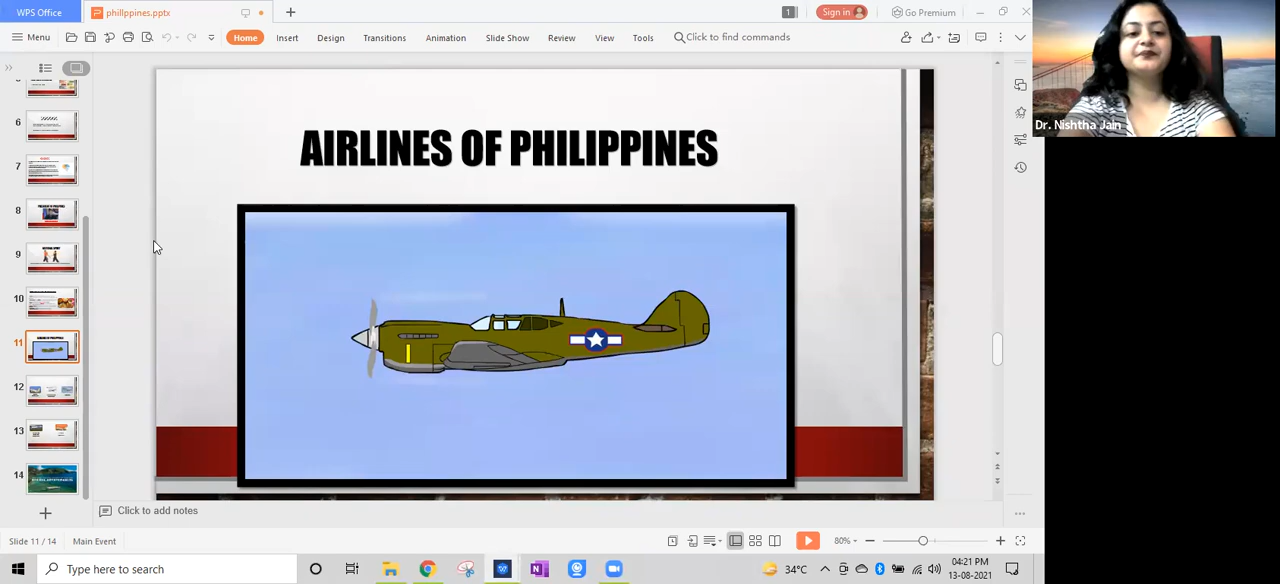 WPS Office
phillpines.pptx
1
Sign in
Go Premium
Menu
Home
Insert
Design
Transitions
Animation
Slide Show
Review
View
Tools
Click to find commands
Dr. Nishtha Jain
AIRLINES OF PHILIPPINES
6
7
8
9
10
11
12
13
14
Click to add notes
Slide 11 / 14
Main Event
80%
Type here to search
34°C
04:21 PM
13-08-2021